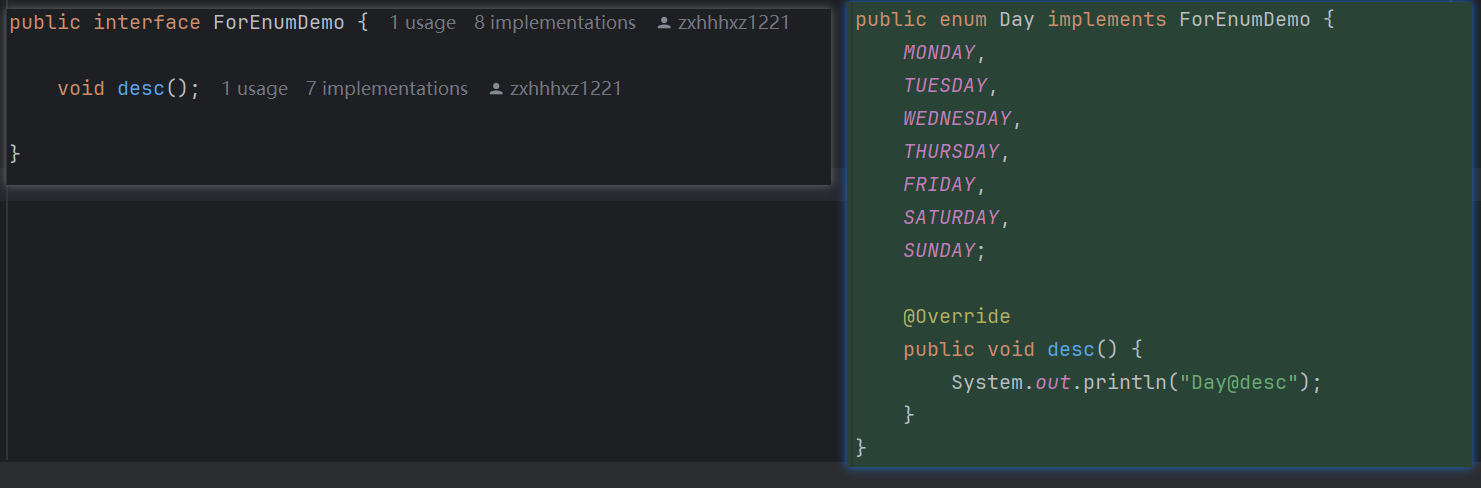 public interface ForEnumDemo {    1 usage    8 implementations    zxhhhxz1221
    void desc();    1 usage    7 implementations    zxhhhxz1221
}
public enum Day implements ForEnumDemo {
    MONDAY,
    TUESDAY,
    WEDNESDAY,
    THURSDAY,
    FRIDAY,
    SATURDAY,
    SUNDAY;
    @Override
    public void desc() {
        System.out.println("Day@desc");
    }
}